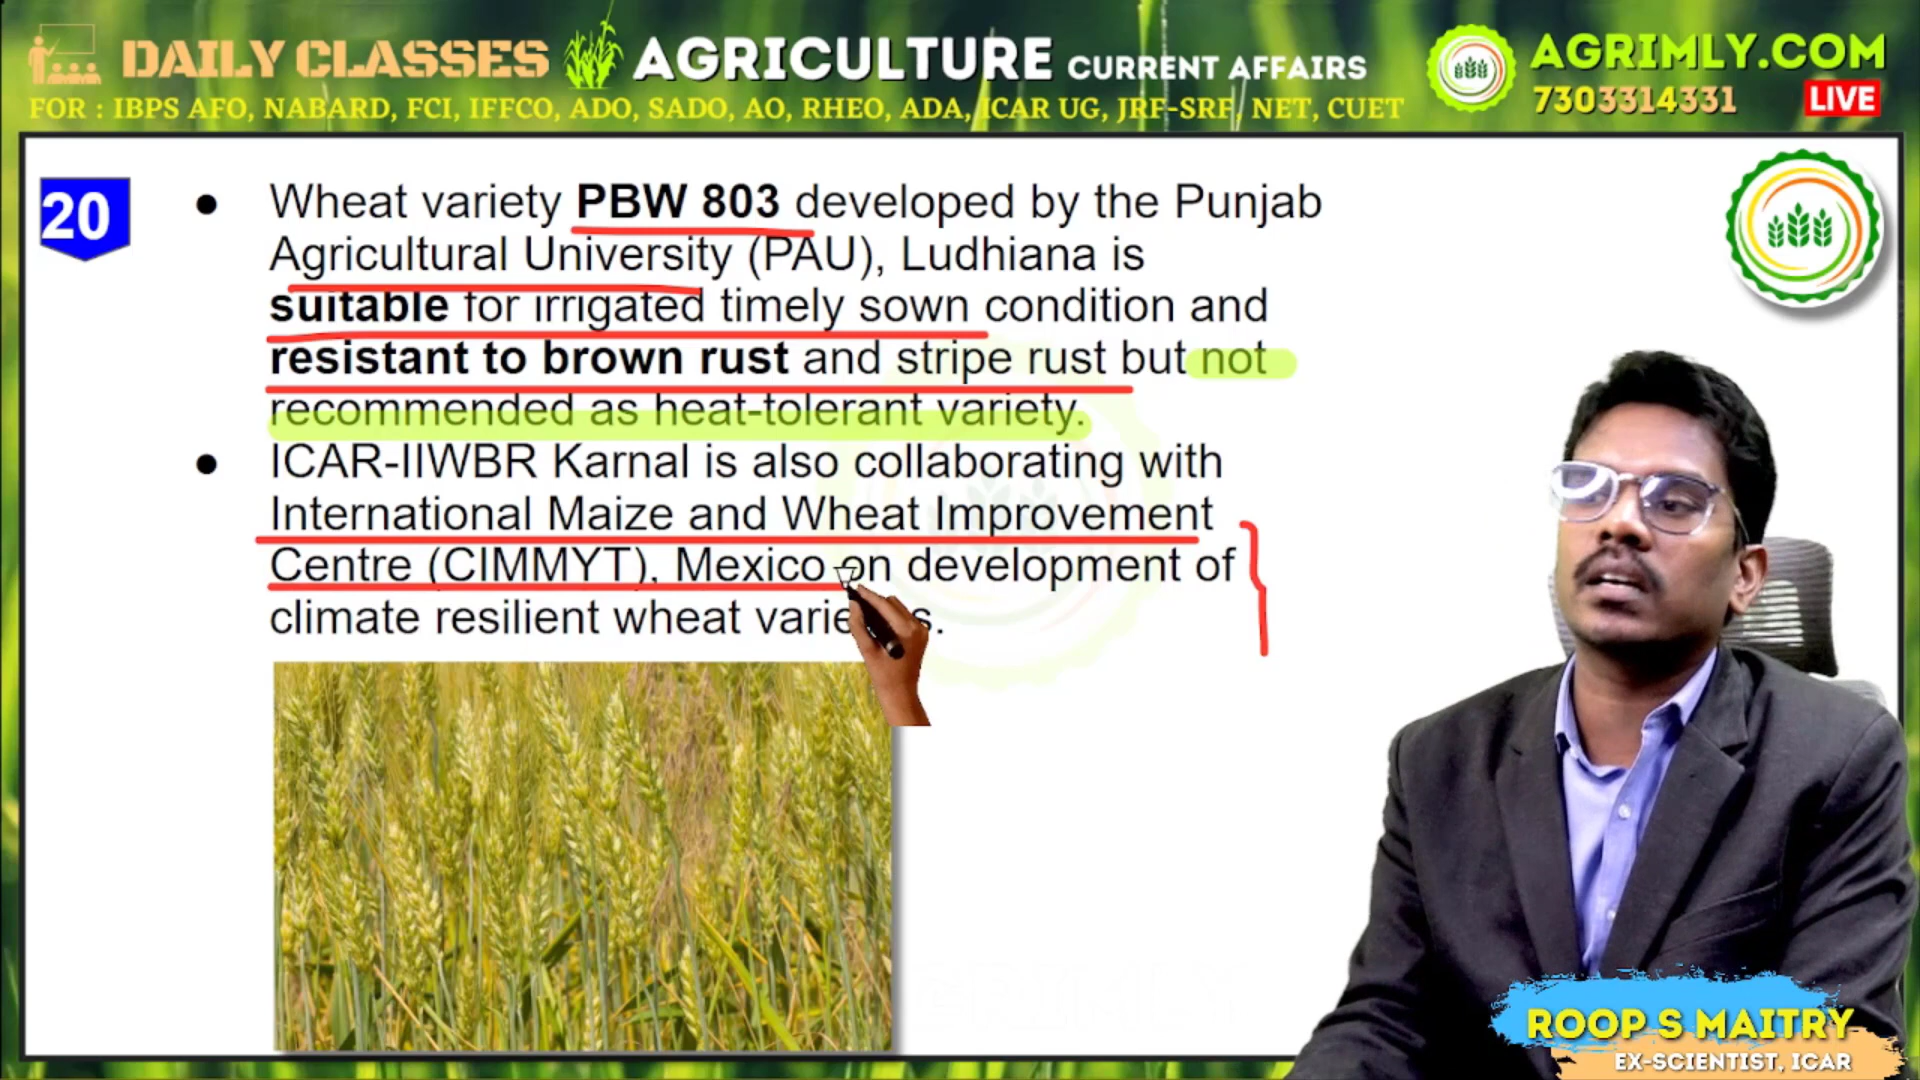 DAILY CLASSES AGRICULTURE CURRENT AFFAIRS
FOR : IBPS AFO, NABARD, FCI, IFFCO, ADO, SADO, AO, RHEO, ADA, ICAR UG, JRF-SRF, NET, CUET
AGRIMLY.COM
7303314331 LIVE
20
● Wheat variety PBW 803 developed by the Punjab
Agricultural University (PAU), Ludhiana is
suitable for irrigated timely sown condition and
resistant to brown rust and stripe rust but not
recommended as heat-tolerant variety.
● ICAR-IIWBR Karnal is also collaborating with
International Maize and Wheat Improvement
Centre (CIMMYT), Mexico on development of
climate resilient wheat
ROOP S MAITRY
EX-SCIENTIST, ICAR